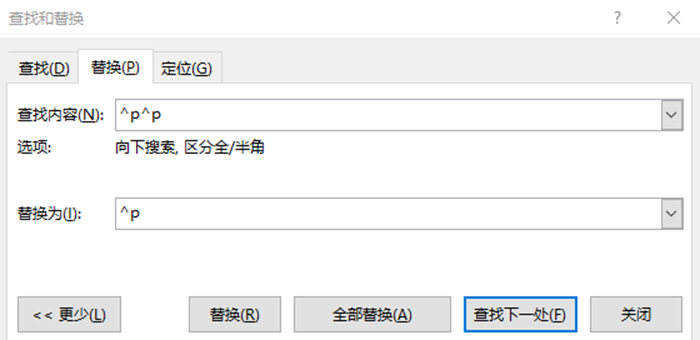 查找和替换 ?
查找(D) 替换(P) 定位(G)
查找内容(N): ^p^p
选项: 向下搜索, 区分全/半角
替换为(I): ^p
<< 更少(L) 替换(R) 全部替换(A) 查找下一处(F) 关闭